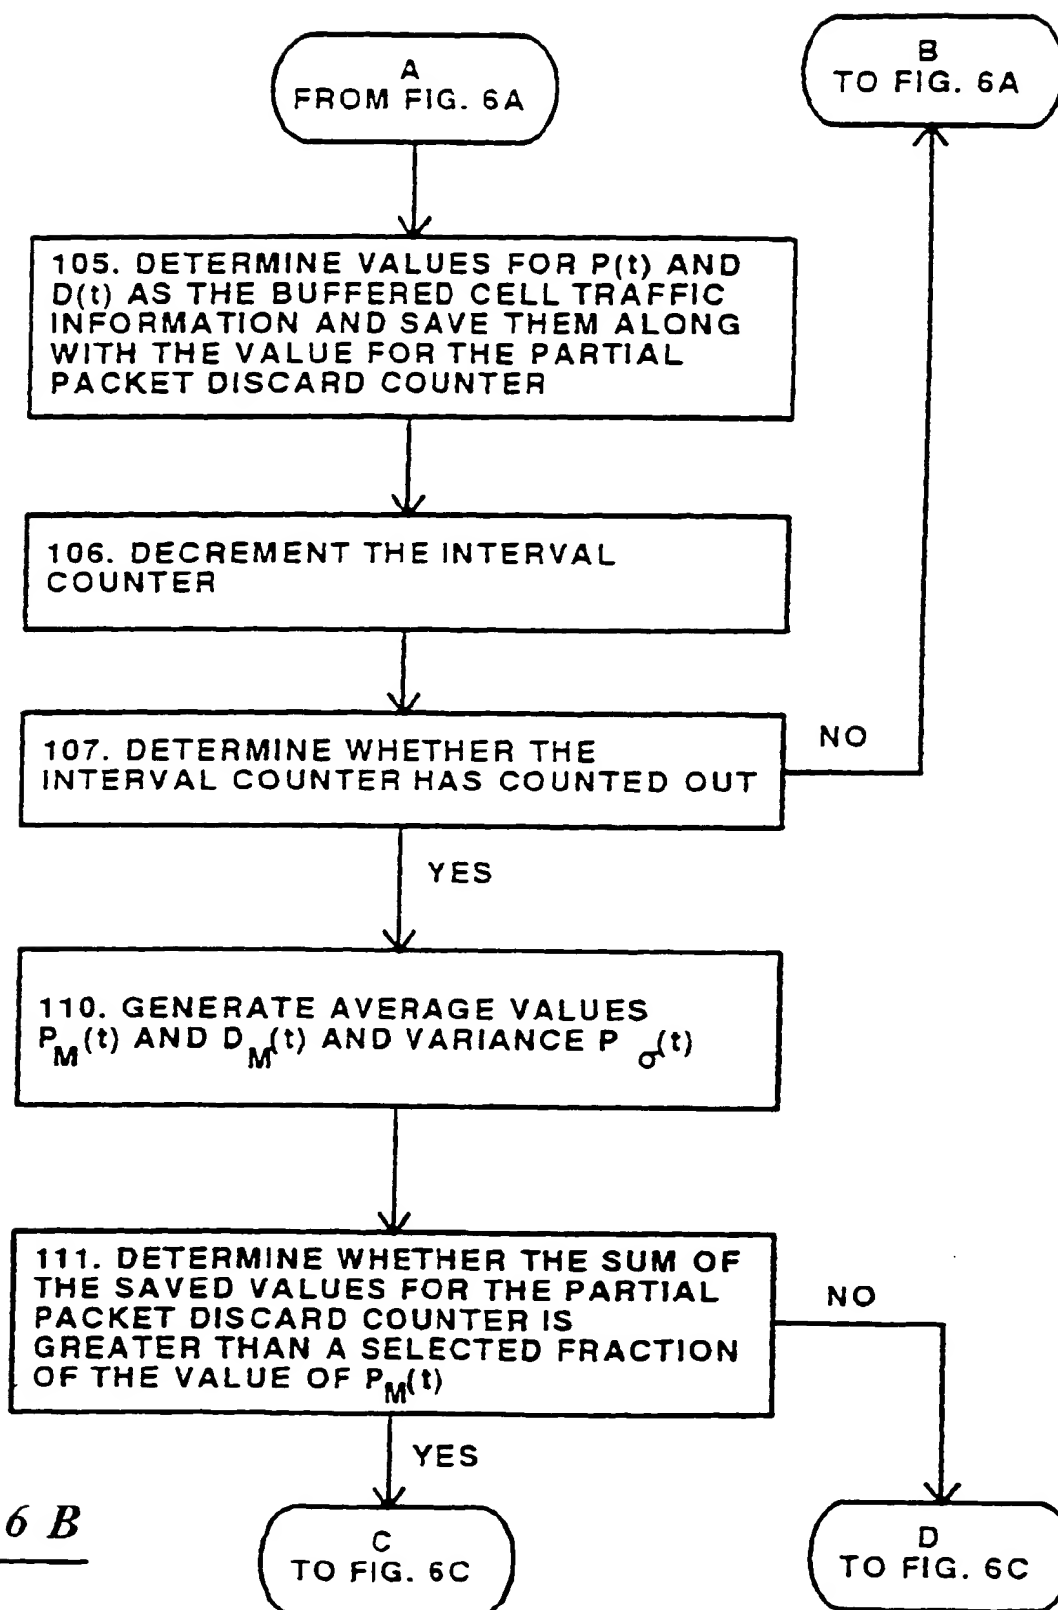 A
FROM FIG. 6A
B
TO FIG. 6A
105. DETERMINE VALUES FOR P(t) AND
D(t) AS THE BUFFERED CELL TRAFFIC
INFORMATION AND SAVE THEM ALONG
WITH THE VALUE FOR THE PARTIAL
PACKET DISCARD COUNTER
106. DECREMENT THE INTERVAL
COUNTER
107. DETERMINE WHETHER THE
INTERVAL COUNTER HAS COUNTED OUT
NO
YES
110. GENERATE AVERAGE VALUES
P_M(t) AND D_M(t) AND VARIANCE P_σ(t)
111. DETERMINE WHETHER THE SUM OF
THE SAVED VALUES FOR THE PARTIAL
PACKET DISCARD COUNTER IS
GREATER THAN A SELECTED FRACTION
OF THE VALUE OF P_M(t)
NO
YES
6 B
C
TO FIG. 6C
D
TO FIG. 6C